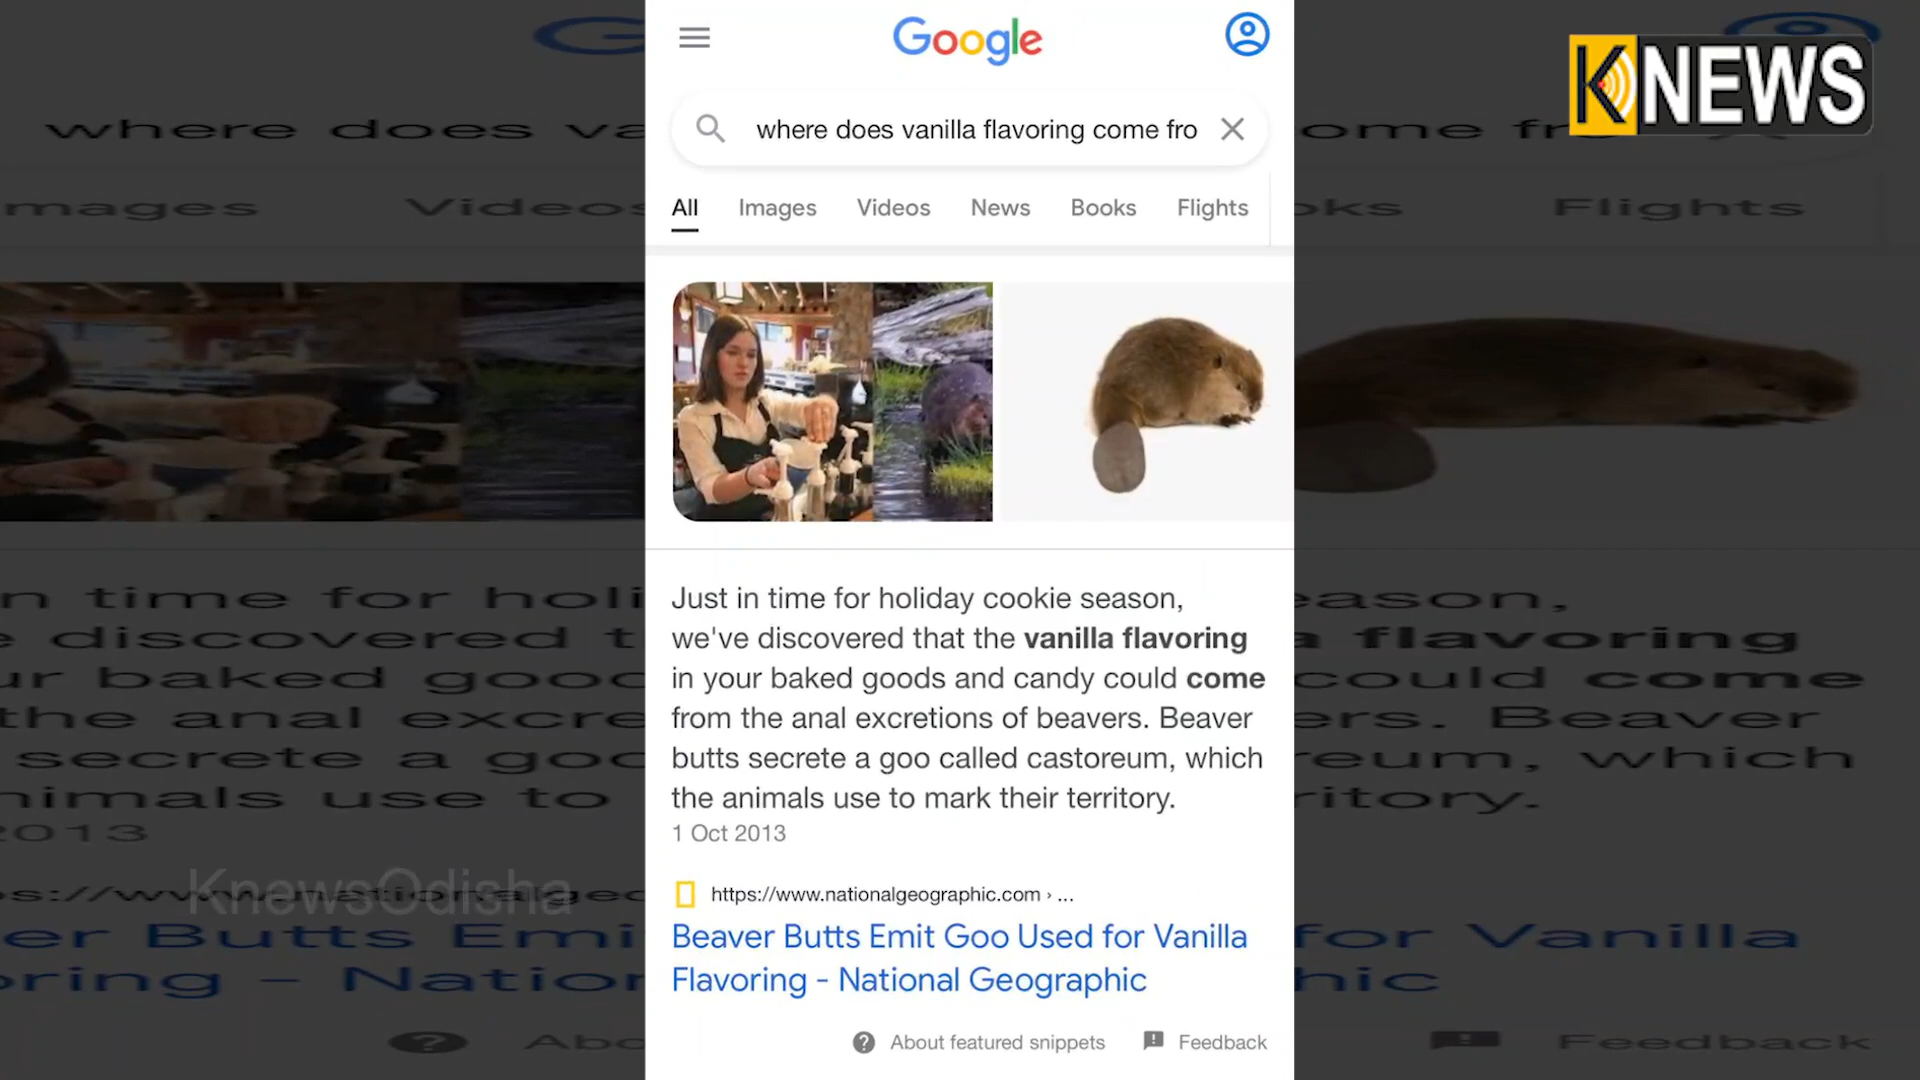 Google
KNEWS
where does vanilla flavoring come fro
All Images Videos News Books Flights
Just in time for holiday cookie season,
we've discovered that the vanilla flavoring
in your baked goods and candy could come
from the anal excretions of beavers. Beaver
butts secrete a goo called castoreum, which
the animals use to mark their territory.
1 Oct 2013
KnewsOdisha
https://www.nationalgeographic.com › ...
Beaver Butts Emit Goo Used for Vanilla
Flavoring - National Geographic
About featured snippets Feedback